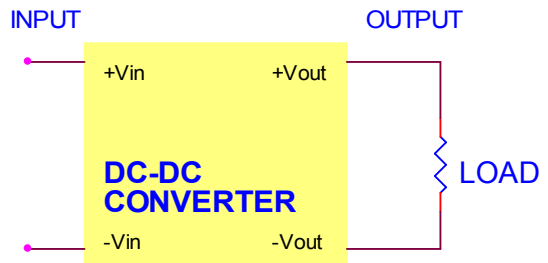 INPUT
OUTPUT
+Vin
+Vout
DC-DC
CONVERTER
LOAD
-Vin
-Vout